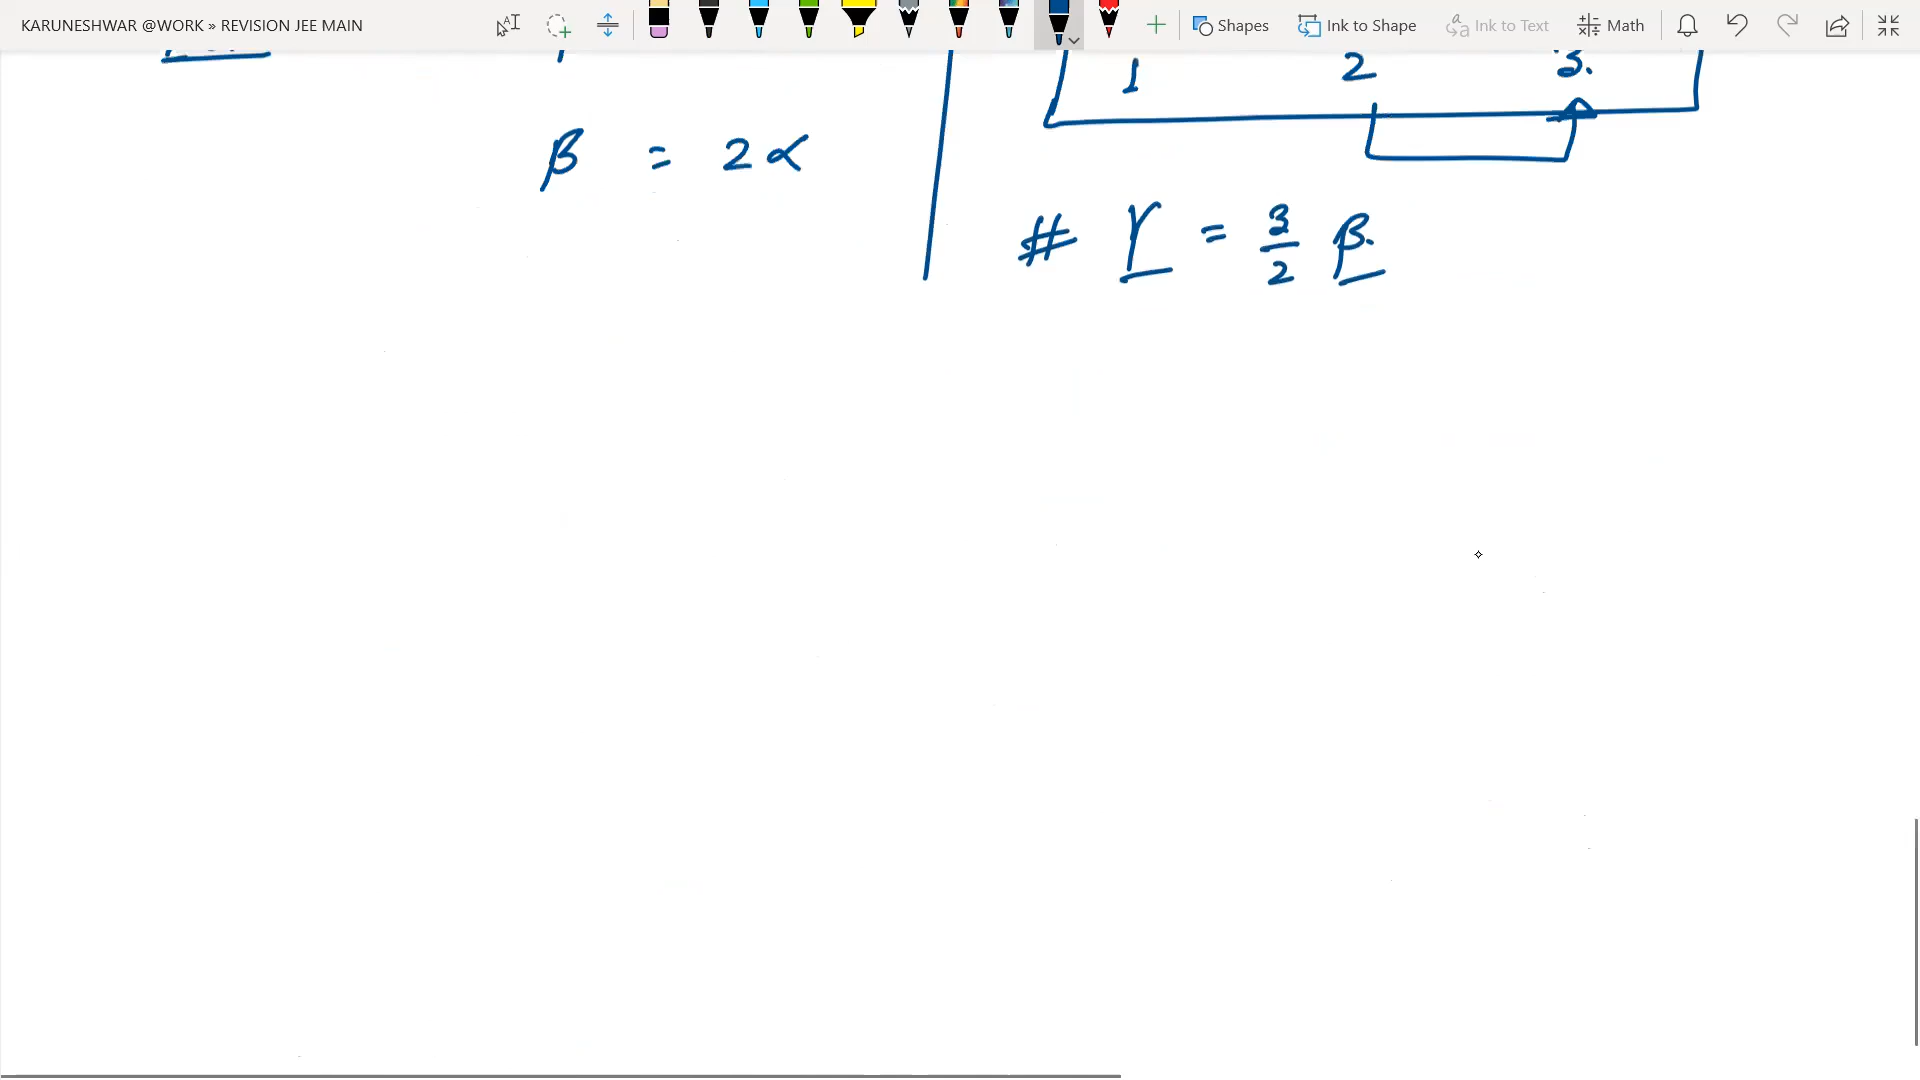 KARUNESHWAR @WORK » REVISION JEE MAIN
Shapes
Ink to Shape
Ink to Text
Math
1 2 3.
β = 2α
# γ = 3/2 β.